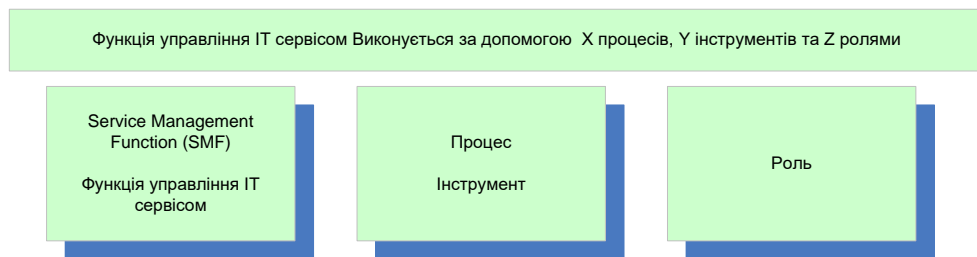 Функція управління ІТ сервісом Виконується за допомогою X процесів, Y інструментів та Z ролями
Service Management
Function (SMF)
Функція управління ІТ
сервісом
Процес
Інструмент
Роль